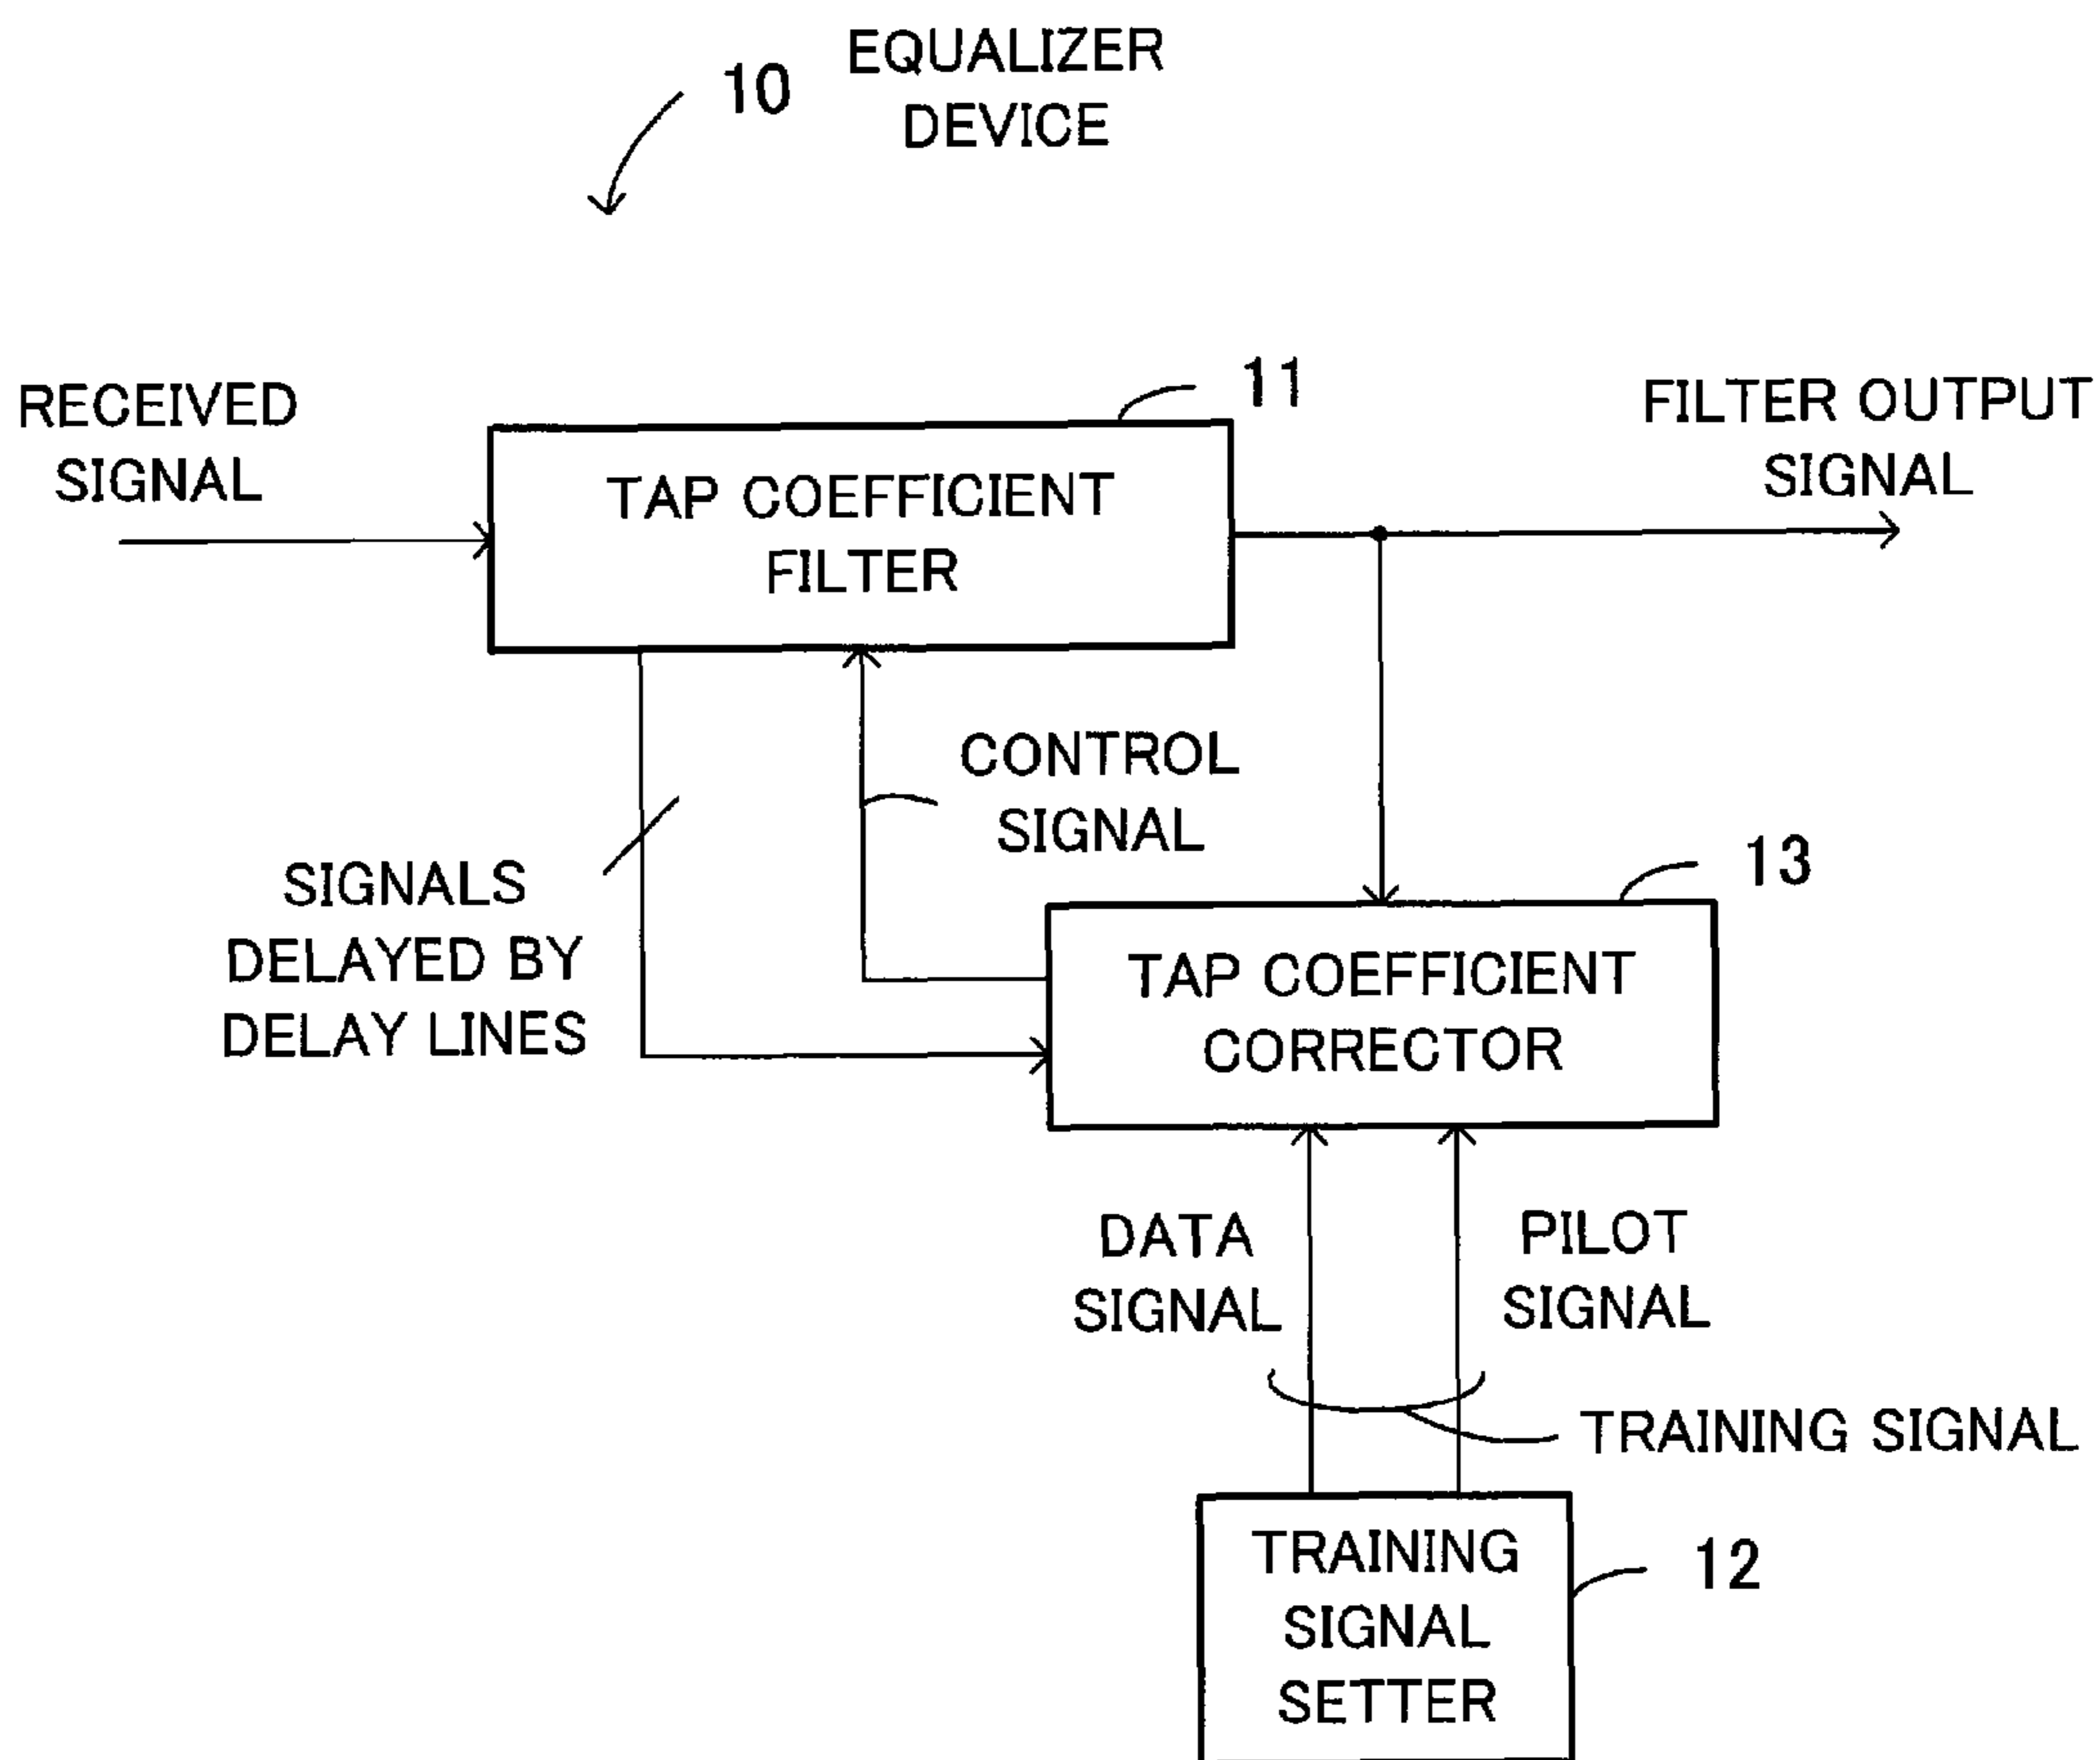 10
EQUALIZER
DEVICE
RECEIVED
SIGNAL
11
FILTER OUTPUT
SIGNAL
TAP COEFFICIENT
FILTER
CONTROL
SIGNAL
SIGNALS
DELAYED BY
DELAY LINES
13
TAP COEFFICIENT
CORRECTOR
DATA
SIGNAL
PILOT
SIGNAL
TRAINING SIGNAL
TRAINING
SIGNAL
SETTER
12